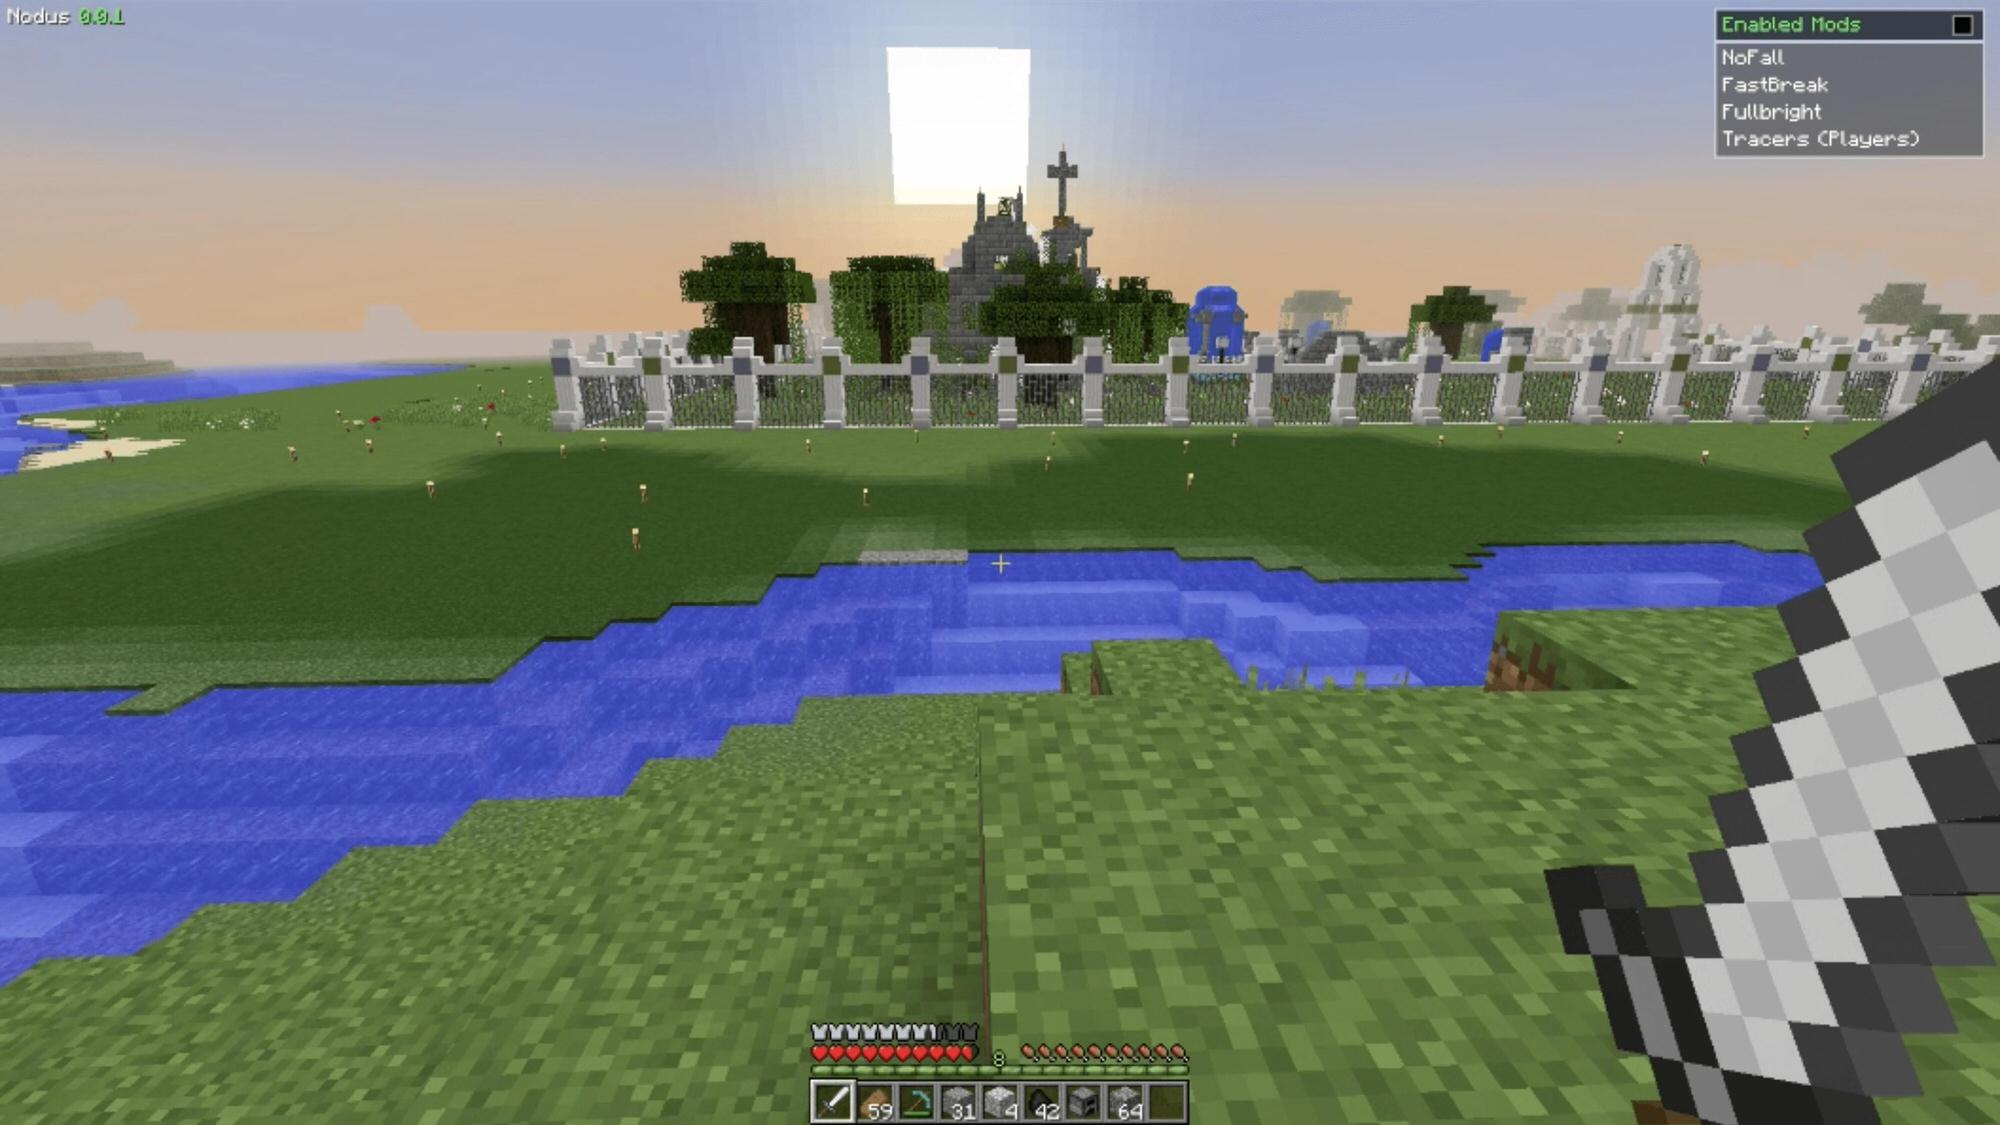 Nodus 0.0.1
Enabled Mods
NoFall
FastBreak
Fullbright
Tracers (Players)
8
59 31 4 42 64